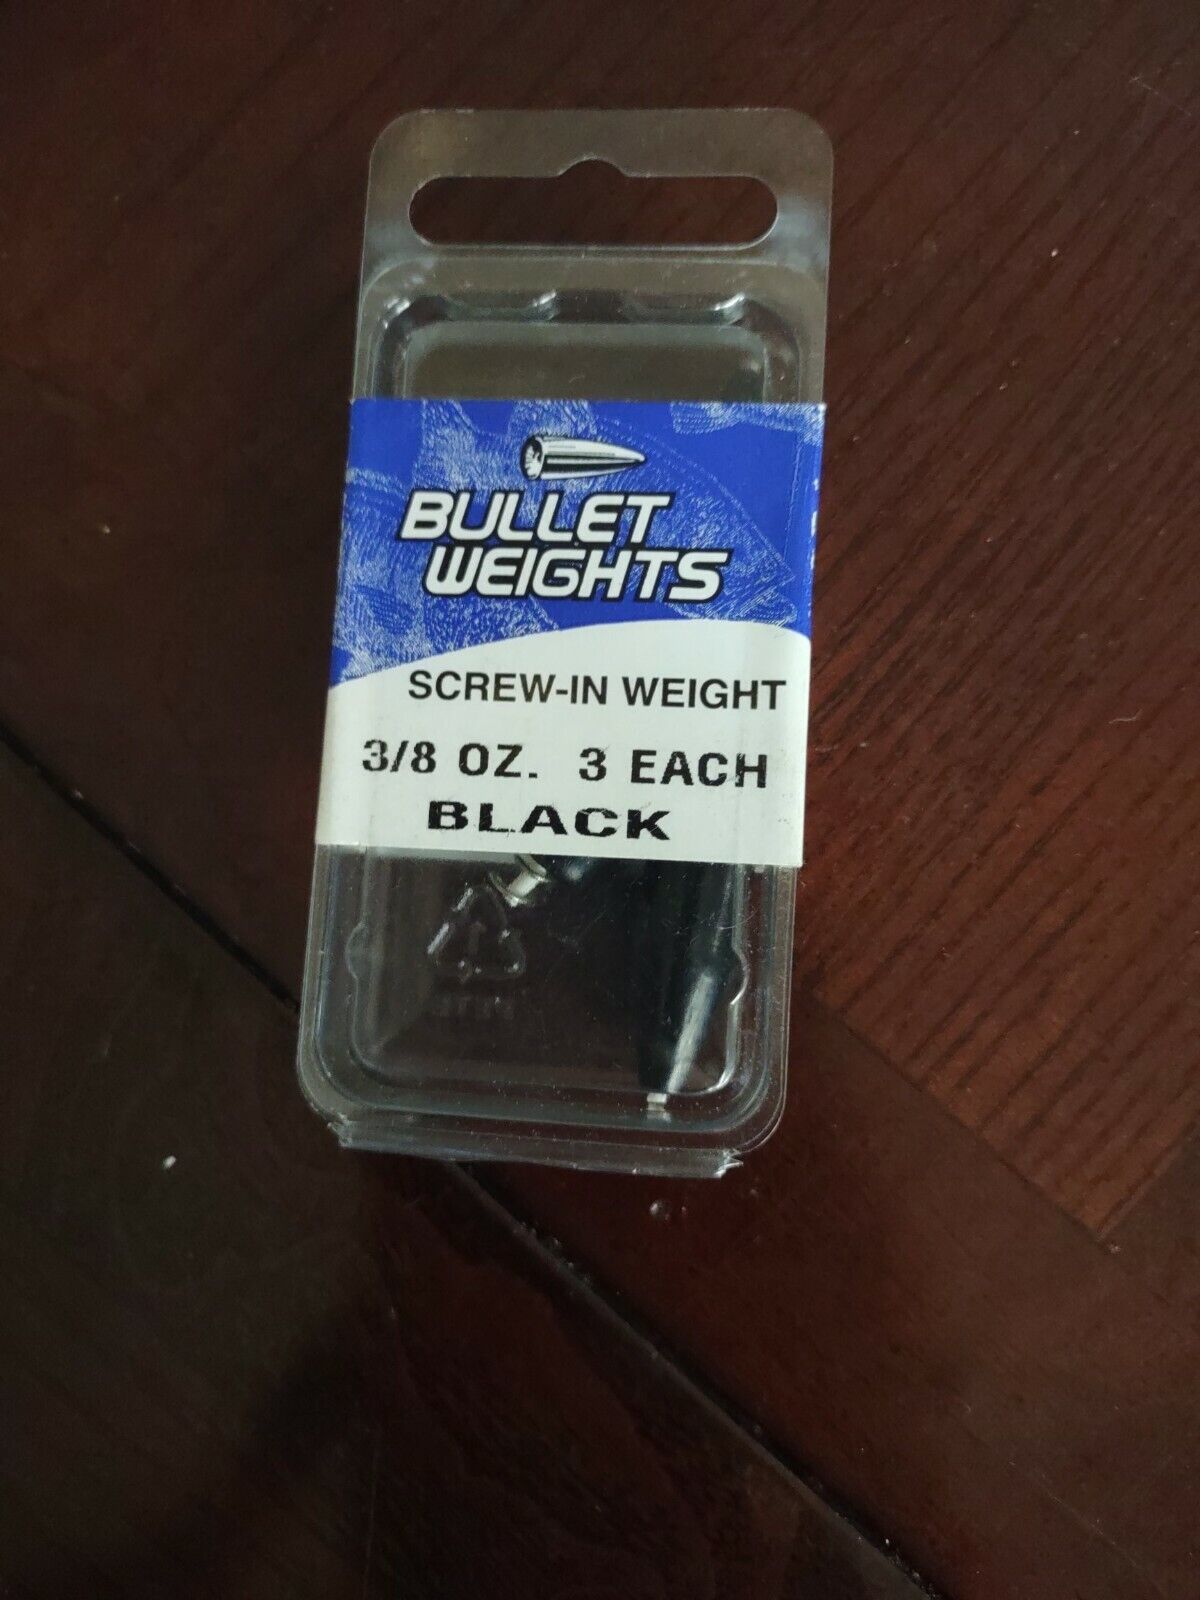 BULLET
WEIGHTS
SCREW-IN WEIGHT
3/8 OZ. 3 EACH
BLACK